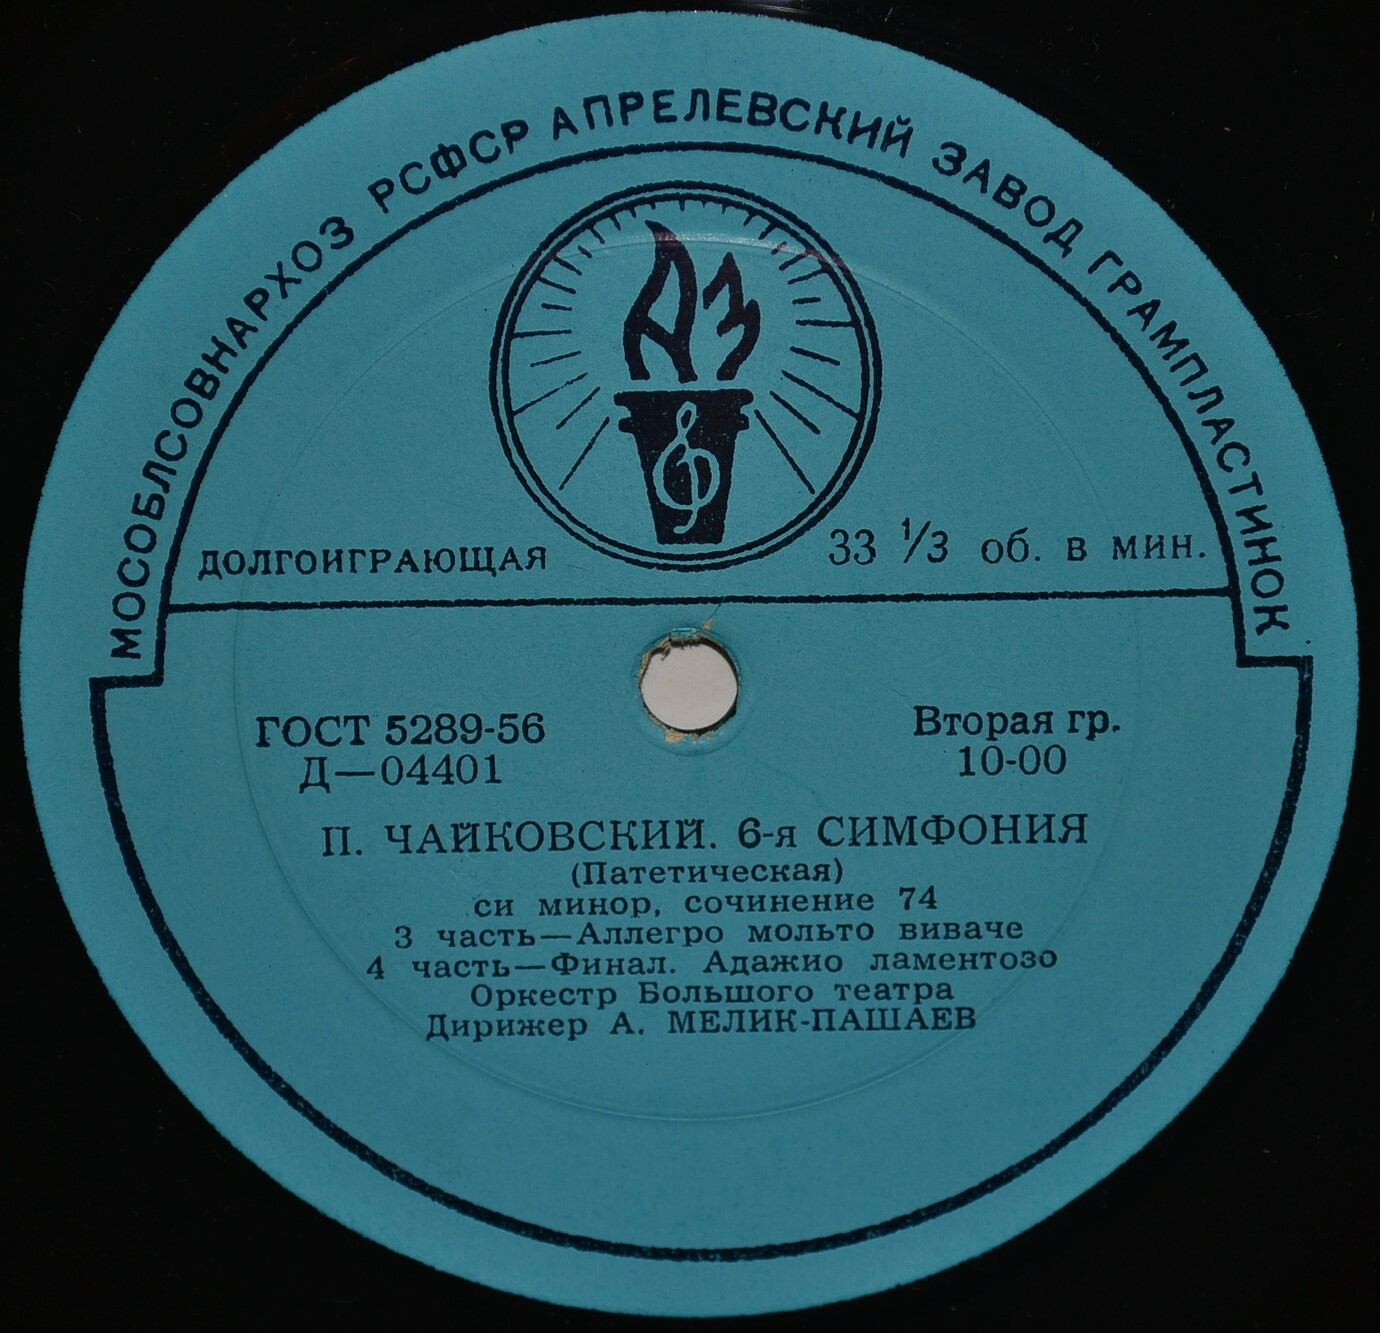 МОСОБЛСОВНАРХОЗ РСФСР АПРЕЛЕВСКИЙ ЗАВОД ГРАМПЛАСТИНОК
АЗ
ДОЛГОИГРАЮЩАЯ
33 1/3 об. в мин.
ГОСТ 5289-56
Д—04401
Вторая гр.
10-00
П. ЧАЙКОВСКИЙ. 6-я СИМФОНИЯ
(Патетическая)
си минор, сочинение 74
3 часть—Аллегро мольто виваче
4 часть—Финал. Адажио ламентозо
Оркестр Большого театра
Дирижер А. МЕЛИК-ПАШАЕВ